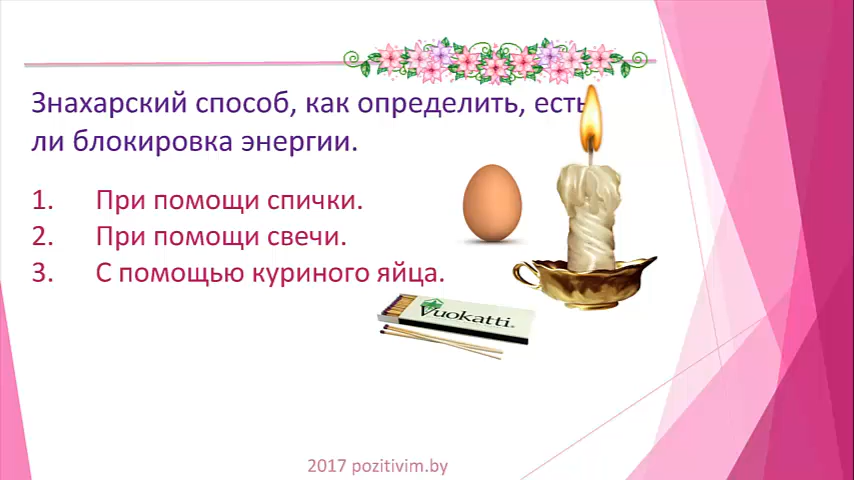 Знахарский способ, как определить, есть
ли блокировка энергии.
1. При помощи спички.
2. При помощи свечи.
3. С помощью куриного яйца.
Vuokatti®
2017 pozitivim.by